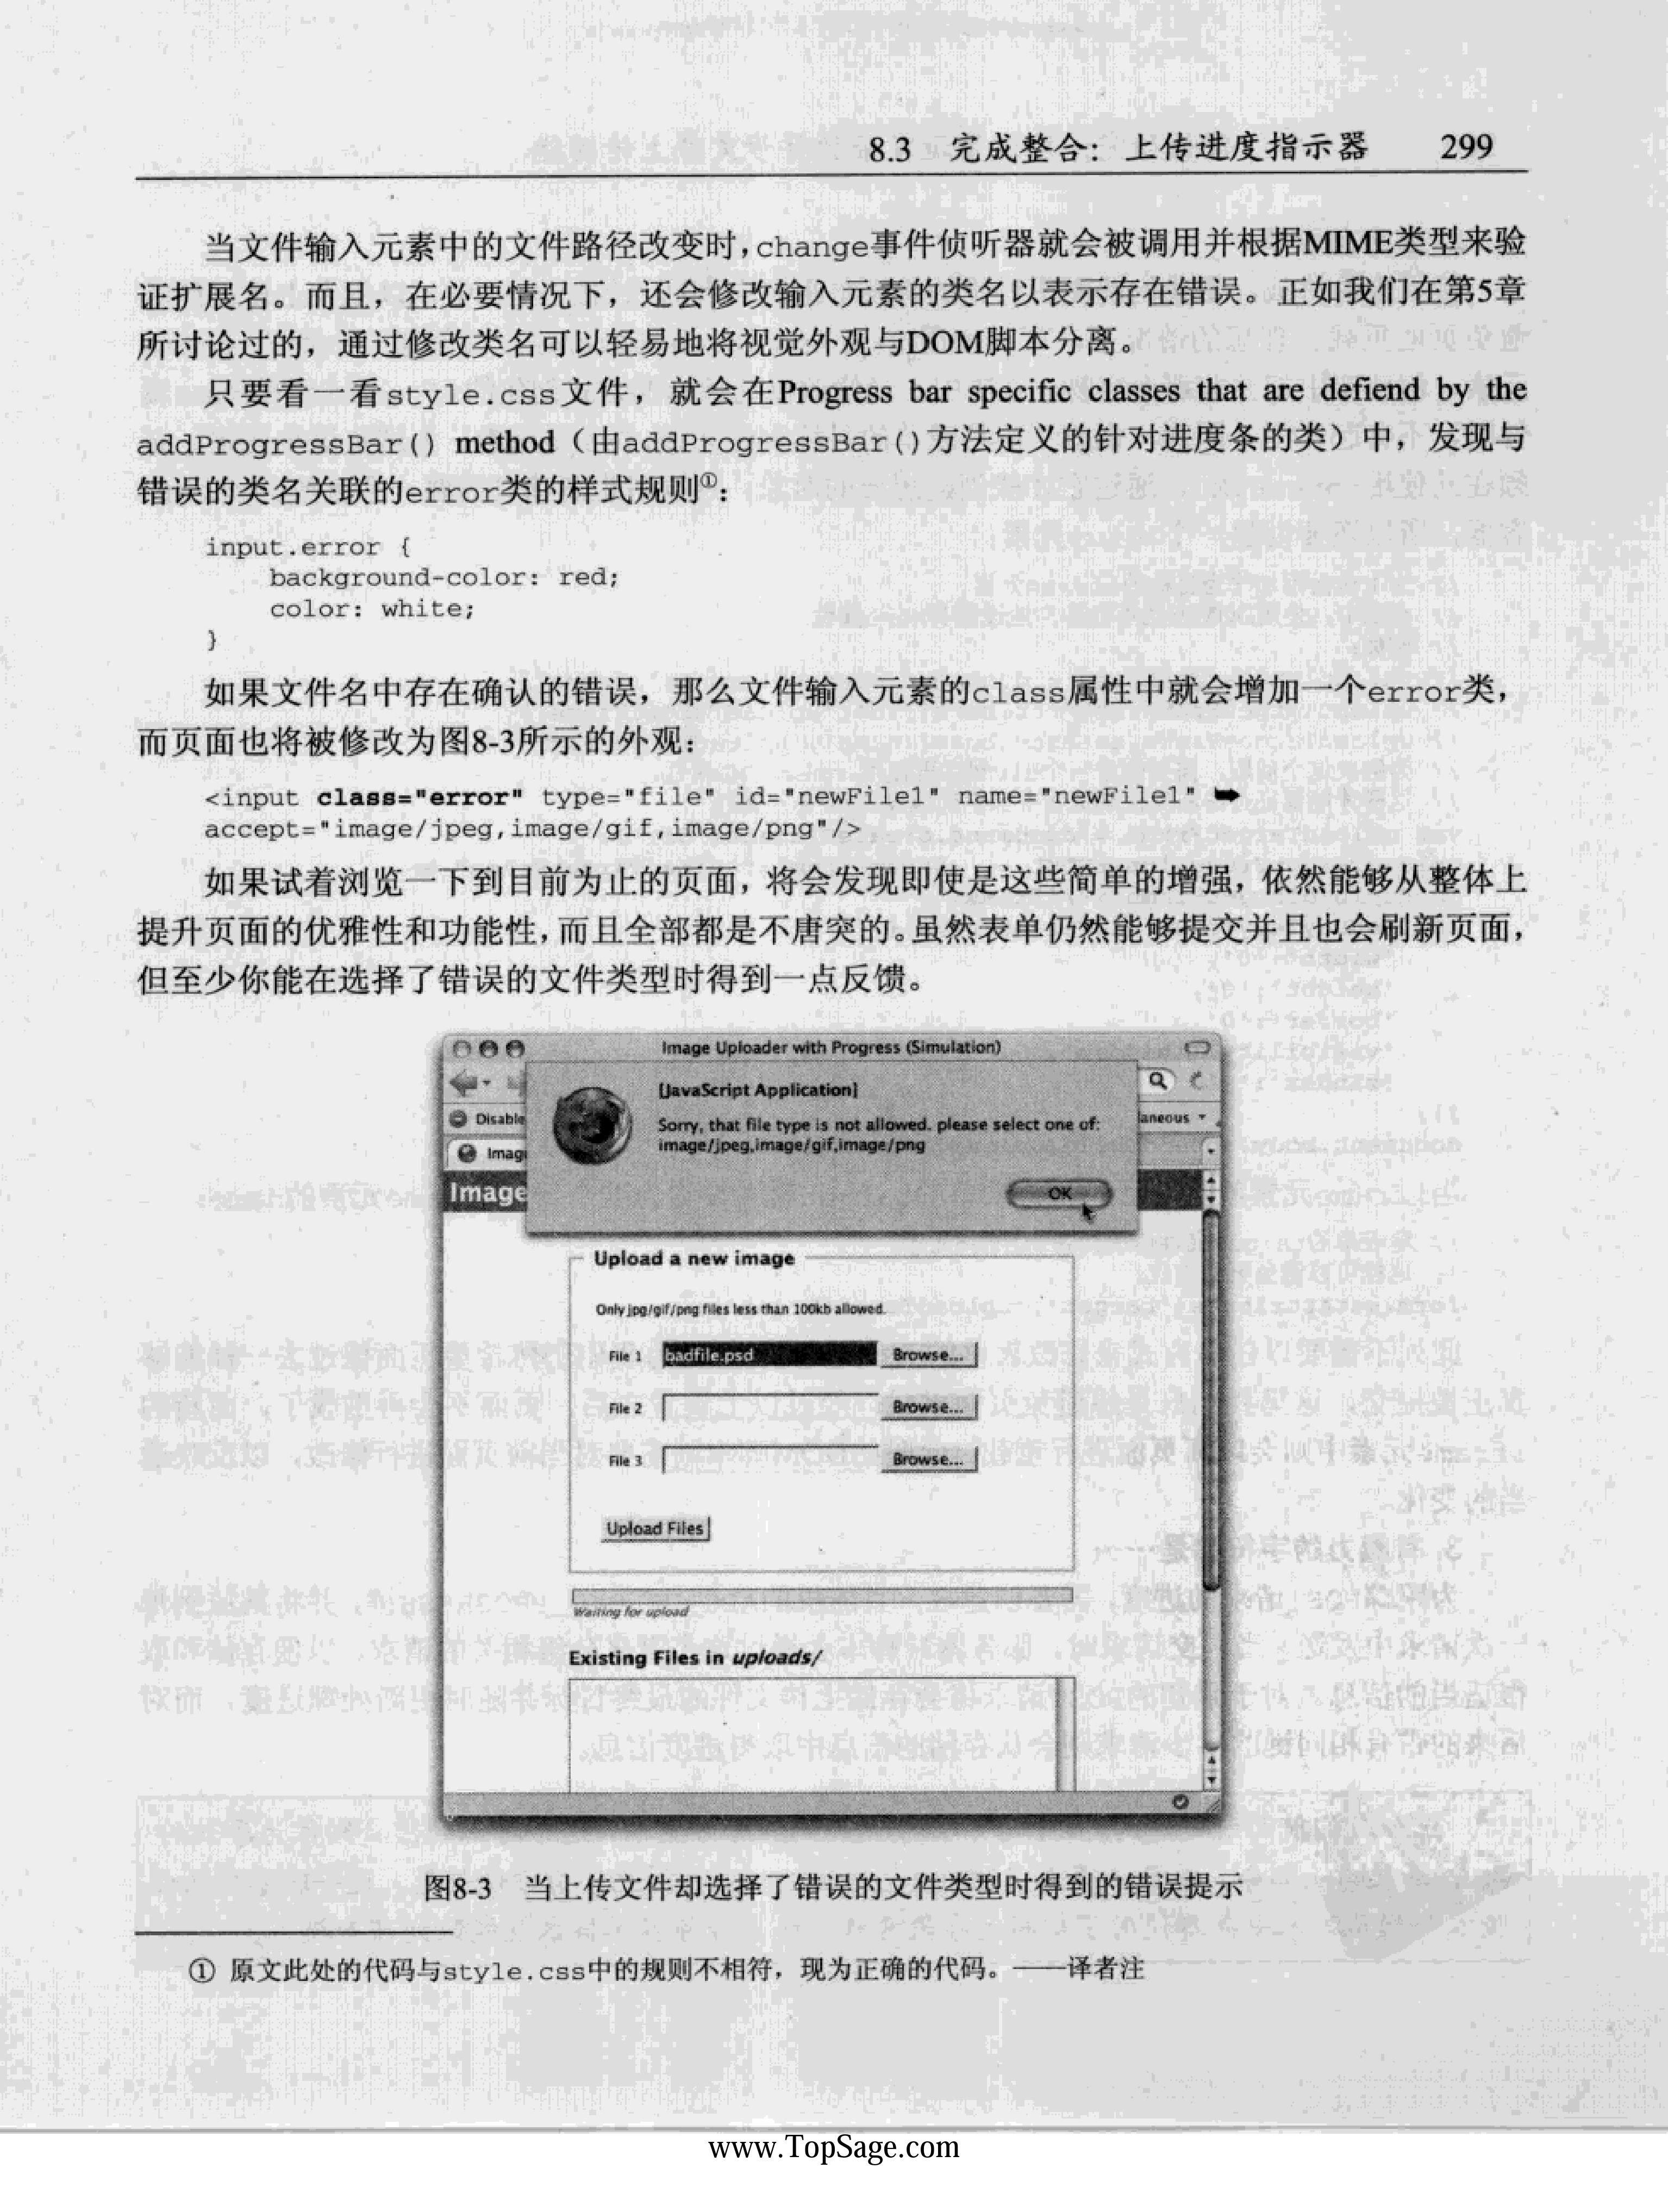 8.3 完成整合：上传进度指示器 299
当文件输入元素中的文件路径改变时，change事件侦听器就会被调用并根据MIME类型来验
证扩展名。而且，在必要情况下，还会修改输入元素的类名以表示存在错误。正如我们在第5章
所讨论过的，通过修改类名可以轻易地将视觉外观与DOM脚本分离。
只要看一看style.css文件，就会在Progress bar specific classes that are defiend by the
addProgressBar() method（由addProgressBar()方法定义的针对进度条的类）中，发现与
错误的类名关联的error类的样式规则①：
input.error {
background-color: red;
color: white;
}
如果文件名中存在确认的错误，那么文件输入元素的class属性中就会增加一个error类，
而页面也将被修改为图8-3所示的外观：
<input class="error" type="file" id="newFile1" name="newFile1" ➥
accept="image/jpeg,image/gif,image/png"/>
如果试着浏览一下到目前为止的页面，将会发现即使是这些简单的增强，依然能够从整体上
提升页面的优雅性和功能性，而且全部都是不唐突的。虽然表单仍然能够提交并且也会刷新页面，
但至少你能在选择了错误的文件类型时得到一点反馈。
Image Uploader with Progress (Simulation)
[JavaScript Application]
Disable
Sorry, that file type is not allowed. please select one of:
image/jpeg,image/gif,image/png
laneous
Imag
Image
OK
Upload a new image
Only jpg/gif/png files less than 100kb allowed.
File 1 badfile.psd Browse...
File 2 Browse...
File 3 Browse...
Upload Files
Waiting for upload
Existing Files in uploads/
图8-3 当上传文件却选择了错误的文件类型时得到的错误提示
① 原文此处的代码与style.css中的规则不相符，现为正确的代码。——译者注
www.TopSage.com